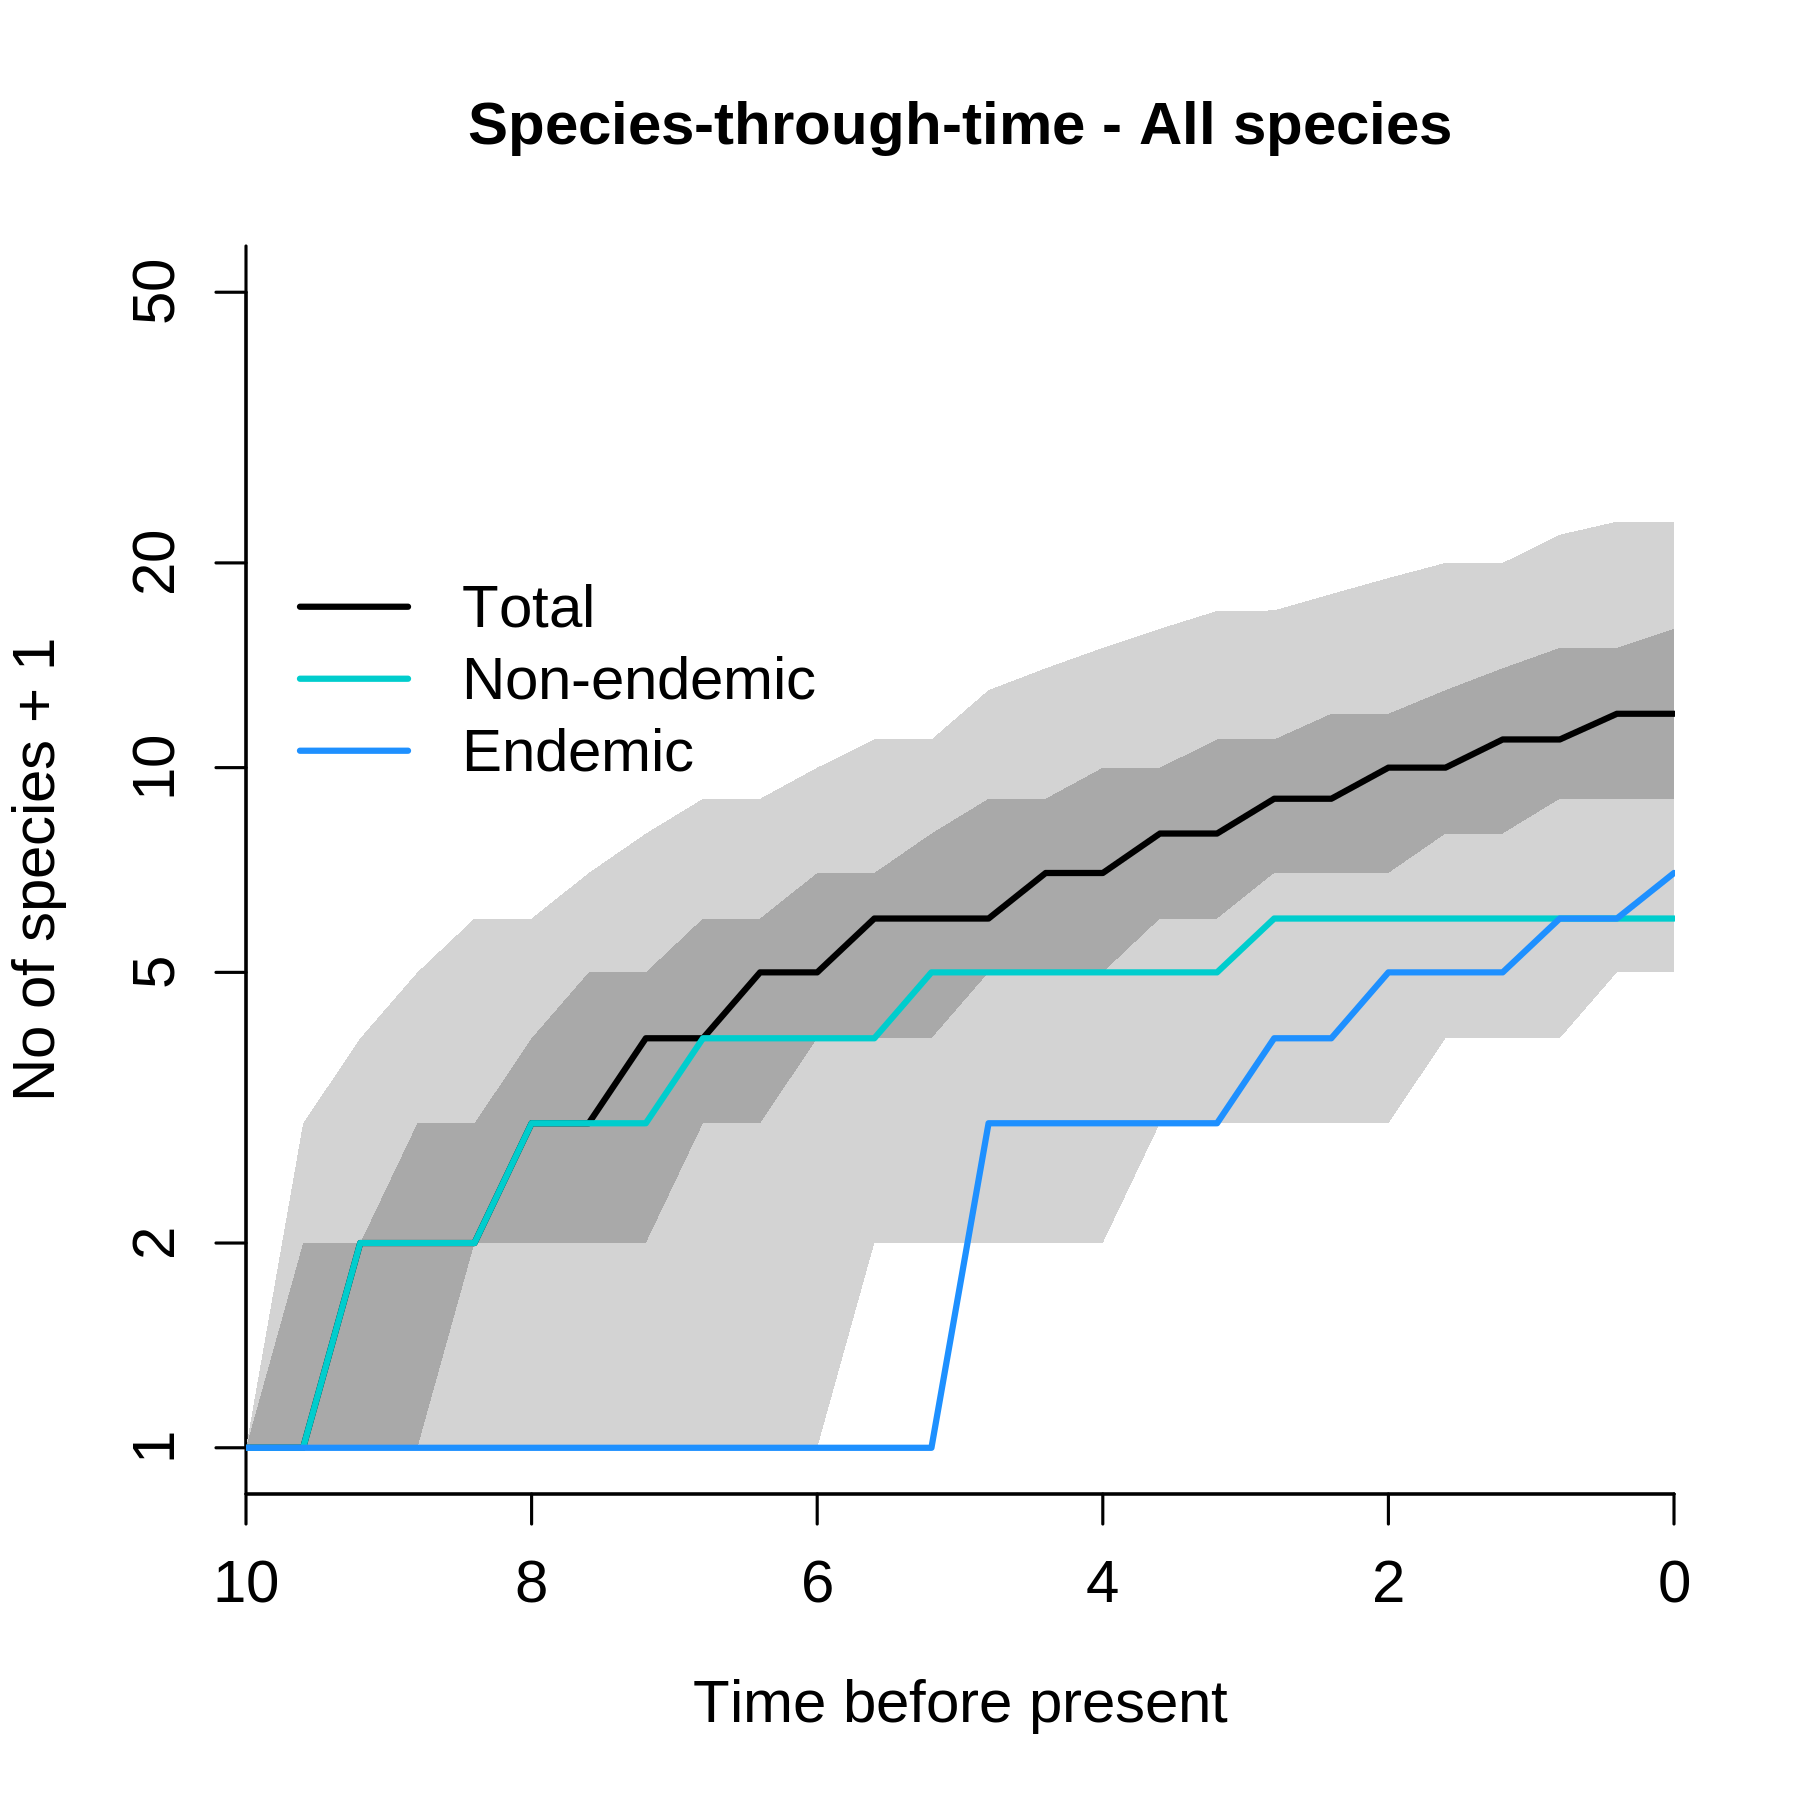 Species-through-time - All species
50
20
10
5
2
1
No of species + 1
Total
Non-endemic
Endemic
10 8 6 4 2 0
Time before present